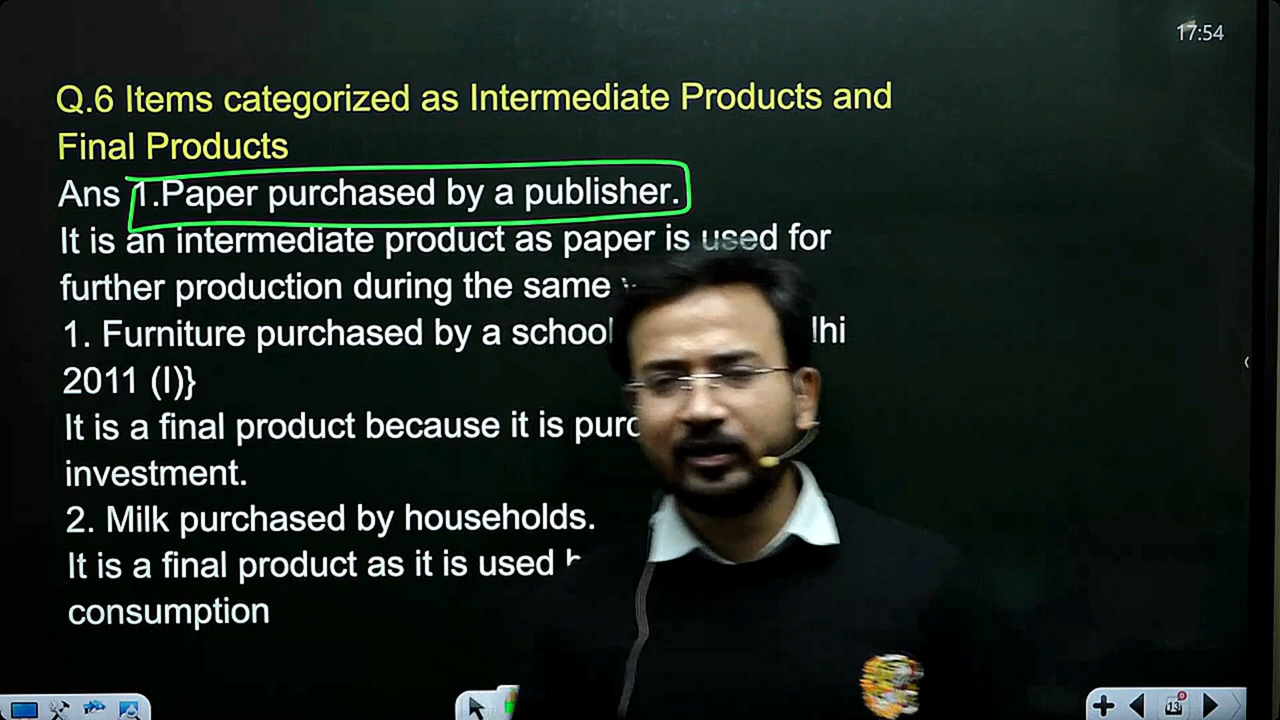 17:54
Q.6 Items categorized as Intermediate Products and
Final Products
Ans 1.Paper purchased by a publisher.
It is an intermediate product as paper is used for
further production during the same
1. Furniture purchased by a school lhi
2011 (I)}
It is a final product because it is
investment.
2. Milk purchased by households.
It is a final product as it is used
consumption